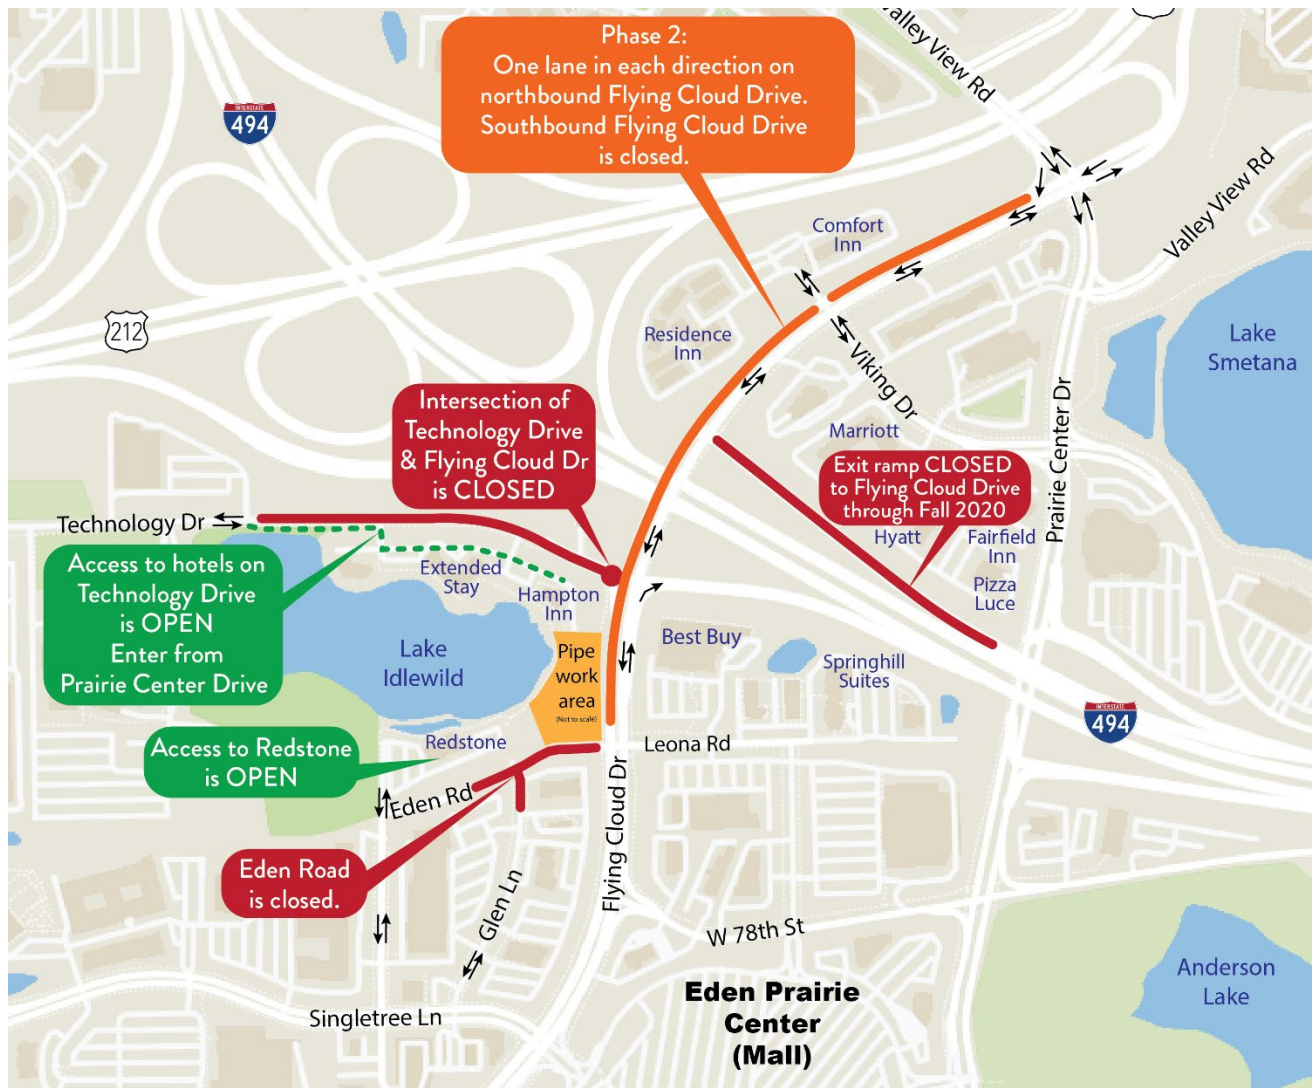 Phase 2:
One lane in each direction on
northbound Flying Cloud Drive.
Southbound Flying Cloud Drive
is closed.
Valley View Rd
INTERSTATE
494
Valley View Rd
Comfort
Inn
212
Residence
Inn
Lake
Smetana
Viking Dr
Prairie Center Dr
Intersection of
Technology Drive
& Flying Cloud Dr
is CLOSED
Marriott
Exit ramp CLOSED
to Flying Cloud Drive
through Fall 2020
Hyatt
Fairfield
Inn
Pizza
Luce
Technology Dr
Access to hotels on
Technology Drive
is OPEN
Enter from
Prairie Center Drive
Extended
Stay
Hampton
Inn
Lake
Idlewild
Pipe
work
area
(Not to scale)
Best Buy
Springhill
Suites
INTERSTATE
494
Redstone
Leona Rd
Access to Redstone
is OPEN
Eden Rd
Flying Cloud Dr
Eden Road
is closed.
Glen Ln
W 78th St
Anderson
Lake
Eden Prairie
Center
(Mall)
Singletree Ln